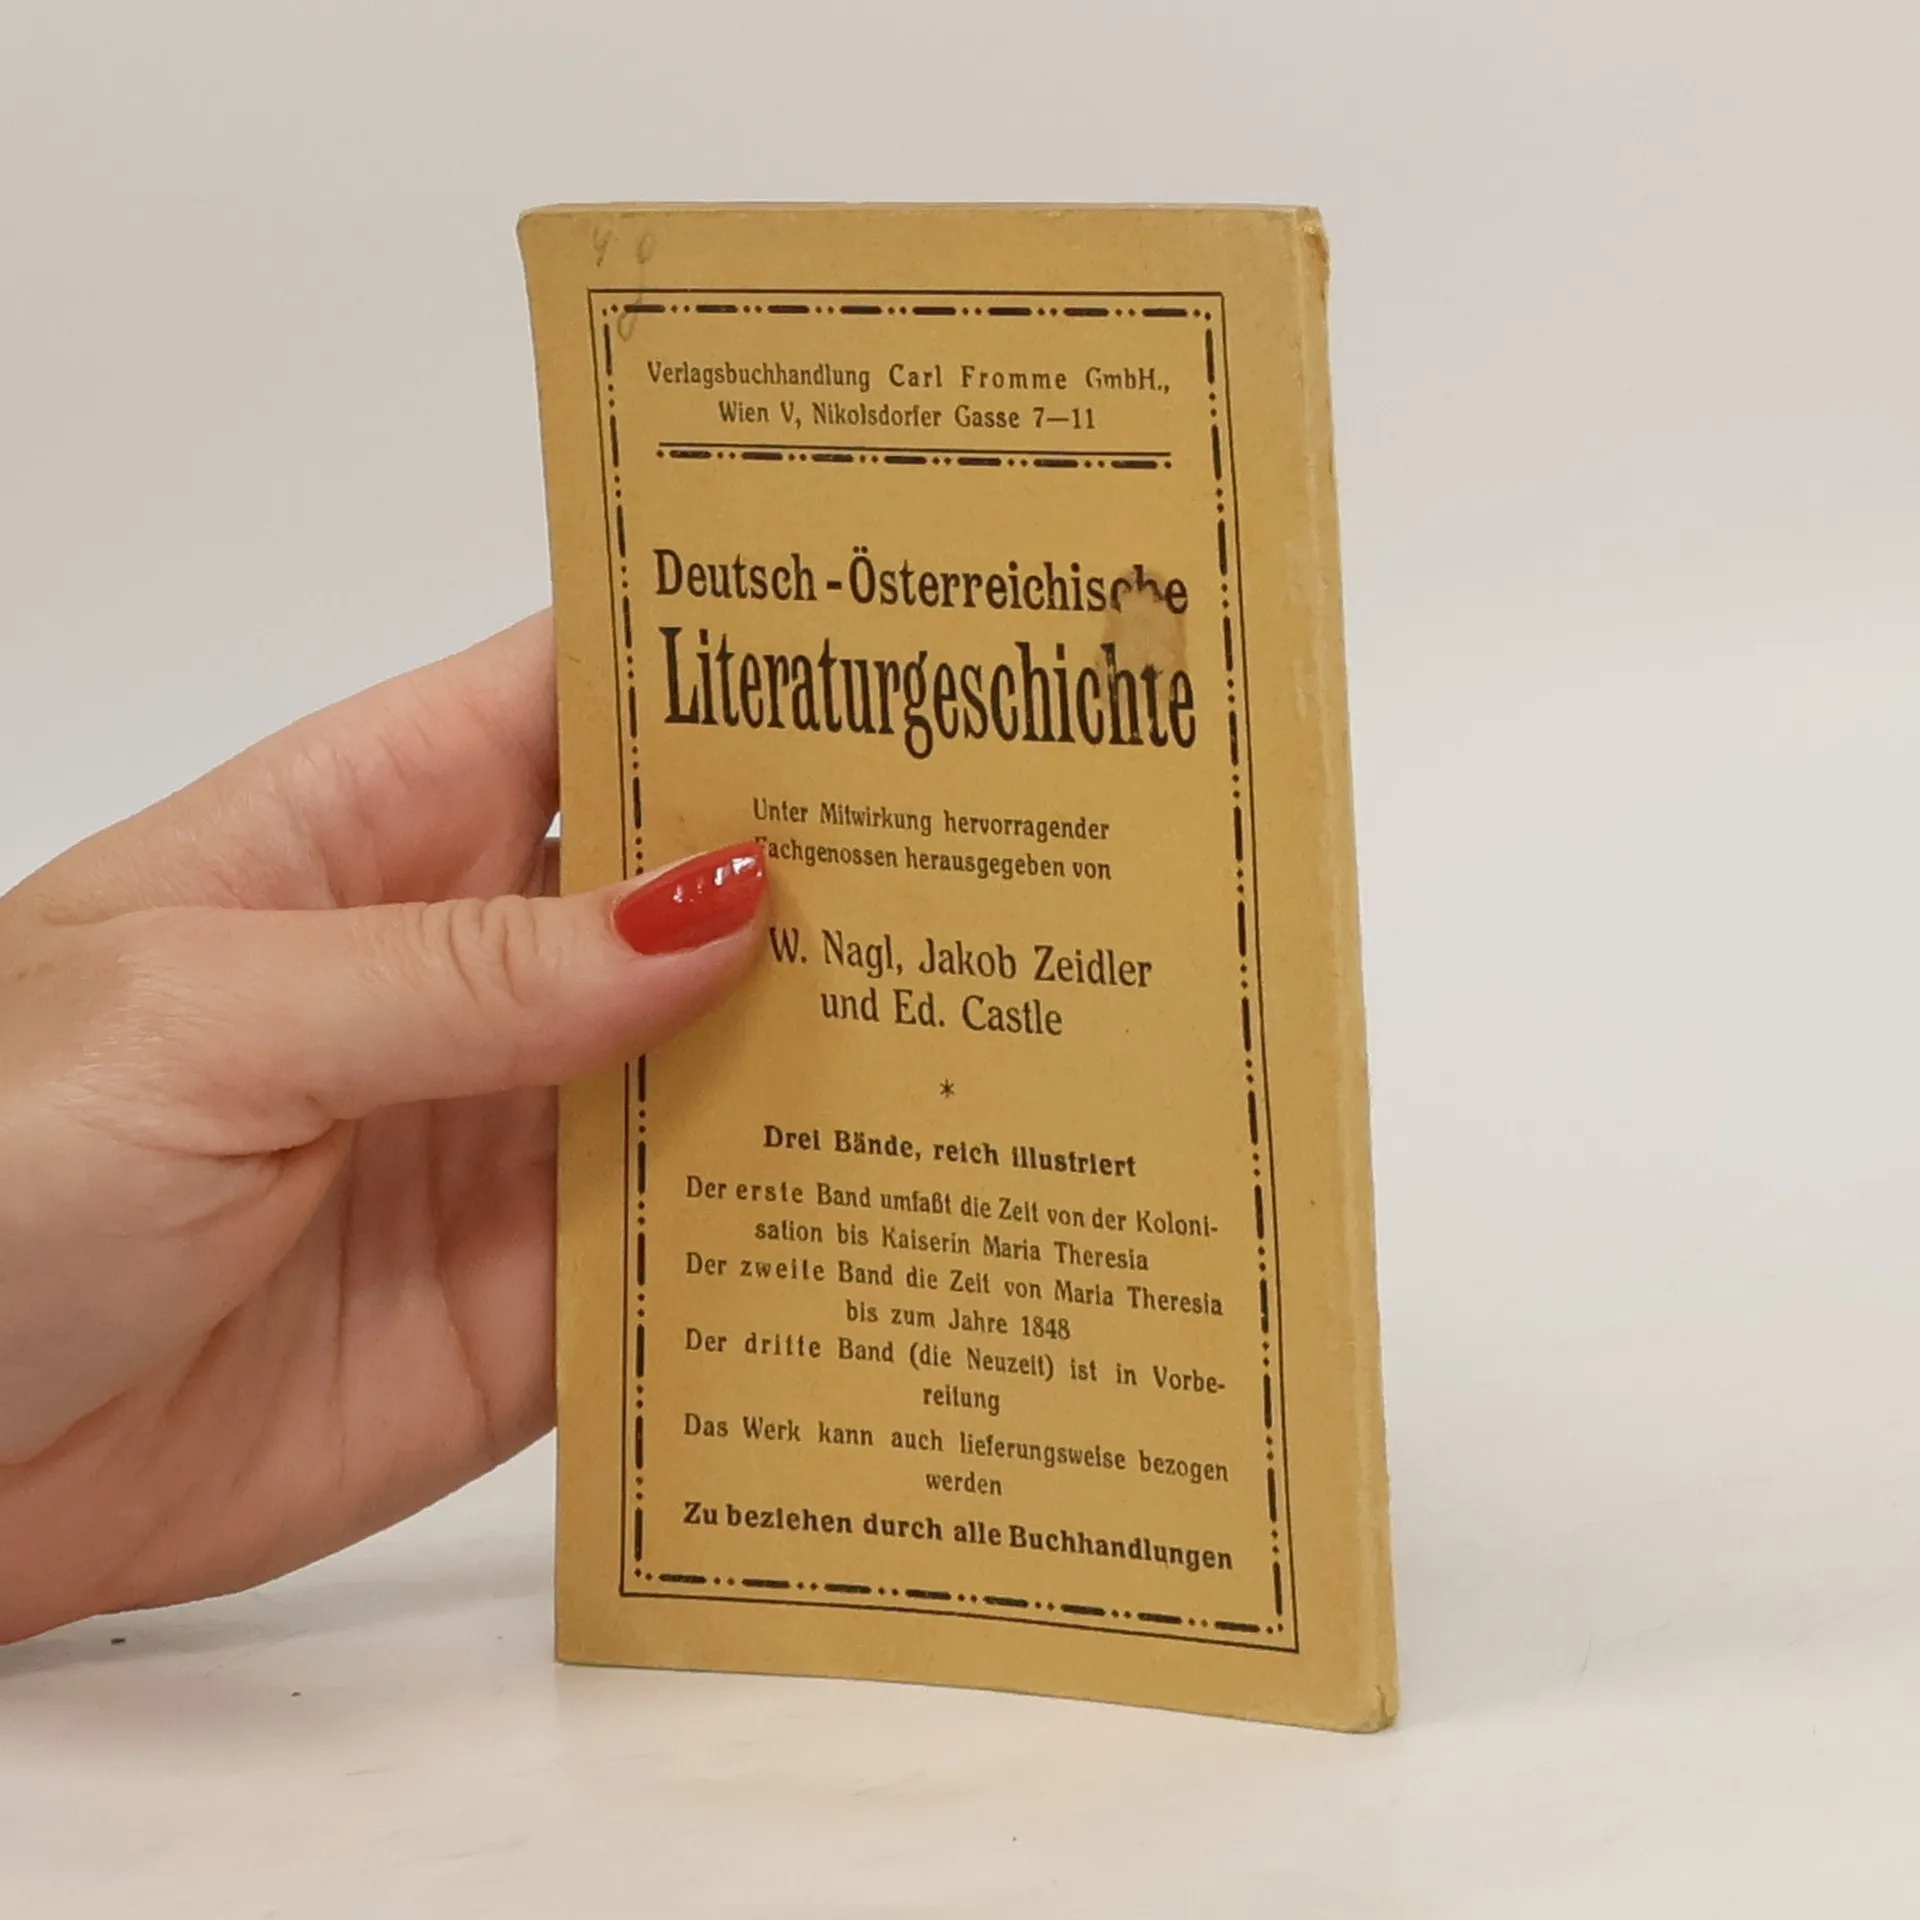 Verlagsbuchhandlung Carl Fromme GmbH.,
Wien V, Nikolsdorfer Gasse 7—11
Deutsch-Österreichische
Literaturgeschichte
Unter Mitwirkung hervorragender
Fachgenossen herausgegeben von
W. Nagl, Jakob Zeidler
und Ed. Castle
*
Drei Bände, reich illustriert
Der erste Band umfaßt die Zeit von der Koloni-
sation bis Kaiserin Maria Theresia
Der zweite Band die Zeit von Maria Theresia
bis zum Jahre 1848
Der dritte Band (die Neuzeit) ist in Vorbe-
reitung
Das Werk kann auch lieferungsweise bezogen
werden
Zu beziehen durch alle Buchhandlungen